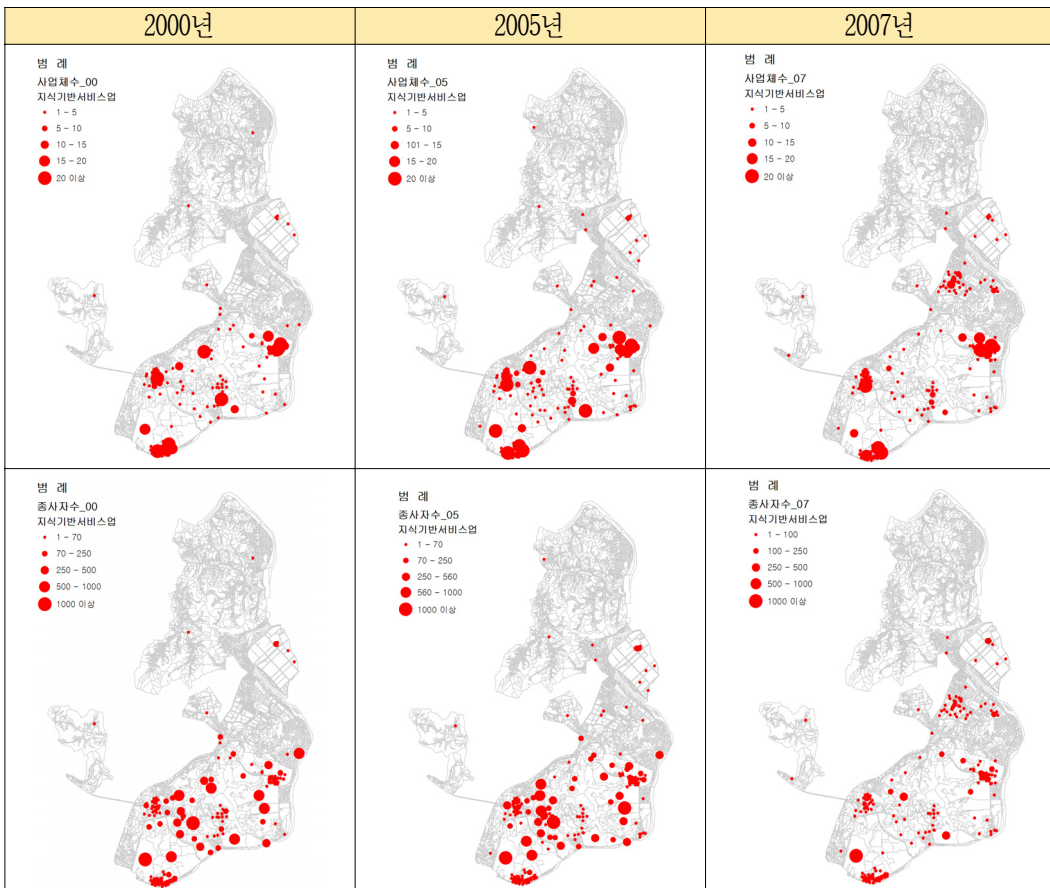 2000년
2005년
2007년
범 례
사업체수_00
지식기반서비스업
1 - 5
5 - 10
10 - 15
15 - 20
20 이상
범 례
사업체수_05
지식기반서비스업
1 - 5
5 - 10
101 - 15
15 - 20
20 이상
범 례
사업체수_07
지식기반서비스업
1 - 5
5 - 10
10 - 15
15 - 20
20 이상
범 례
종사자수_00
지식기반서비스업
1 - 70
70 - 250
250 - 500
500 - 1000
1000 이상
범 례
종사자수_05
지식기반서비스업
1 - 70
70 - 250
250 - 560
560 - 1000
1000 이상
범 례
종사자수_07
지식기반서비스업
1 - 100
100 - 250
250 - 500
500 - 1000
1000 이상